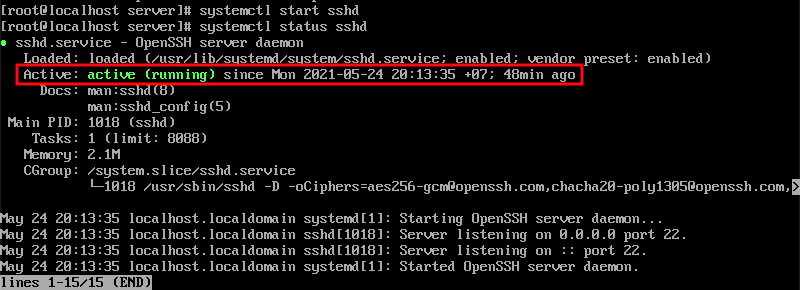 [root@localhost server]# systemctl start sshd
[root@localhost server]# systemctl status sshd
● sshd.service - OpenSSH server daemon
Loaded: loaded (/usr/lib/systemd/system/sshd.service; enabled; vendor preset: enabled)
Active: active (running) since Mon 2021-05-24 20:13:35 +07; 48min ago
Docs: man:sshd(8)
man:sshd_config(5)
Main PID: 1018 (sshd)
Tasks: 1 (limit: 8088)
Memory: 2.1M
CGroup: /system.slice/sshd.service
└─1018 /usr/sbin/sshd -D -oCiphers=aes256-gcm@openssh.com,chacha20-poly1305@openssh.com,>
May 24 20:13:35 localhost.localdomain systemd[1]: Starting OpenSSH server daemon...
May 24 20:13:35 localhost.localdomain sshd[1018]: Server listening on 0.0.0.0 port 22.
May 24 20:13:35 localhost.localdomain sshd[1018]: Server listening on :: port 22.
May 24 20:13:35 localhost.localdomain systemd[1]: Started OpenSSH server daemon.
lines 1-15/15 (END)